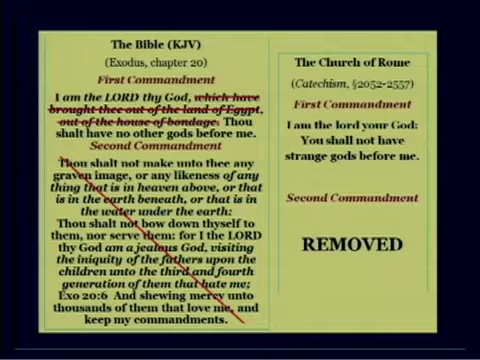 The Bible (KJV)
(Exodus, chapter 20)
First Commandment
I am the LORD thy God, which have
brought thee out of the land of Egypt,
out of the house of bondage. Thou
shalt have no other gods before me.
Second Commandment
Thou shalt not make unto thee any
graven image, or any likeness of any
thing that is in heaven above, or that
is in the earth beneath, or that is in
the water under the earth:
Thou shalt not bow down thyself to
them, nor serve them: for I the LORD
thy God am a jealous God, visiting
the iniquity of the fathers upon the
children unto the third and fourth
generation of them that hate me;
Exo 20:6 And shewing mercy unto
thousands of them that love me, and
keep my commandments.
The Church of Rome
(Catechism, §2052-2557)
First Commandment
I am the lord your God:
You shall not have
strange gods before me.
Second Commandment
REMOVED